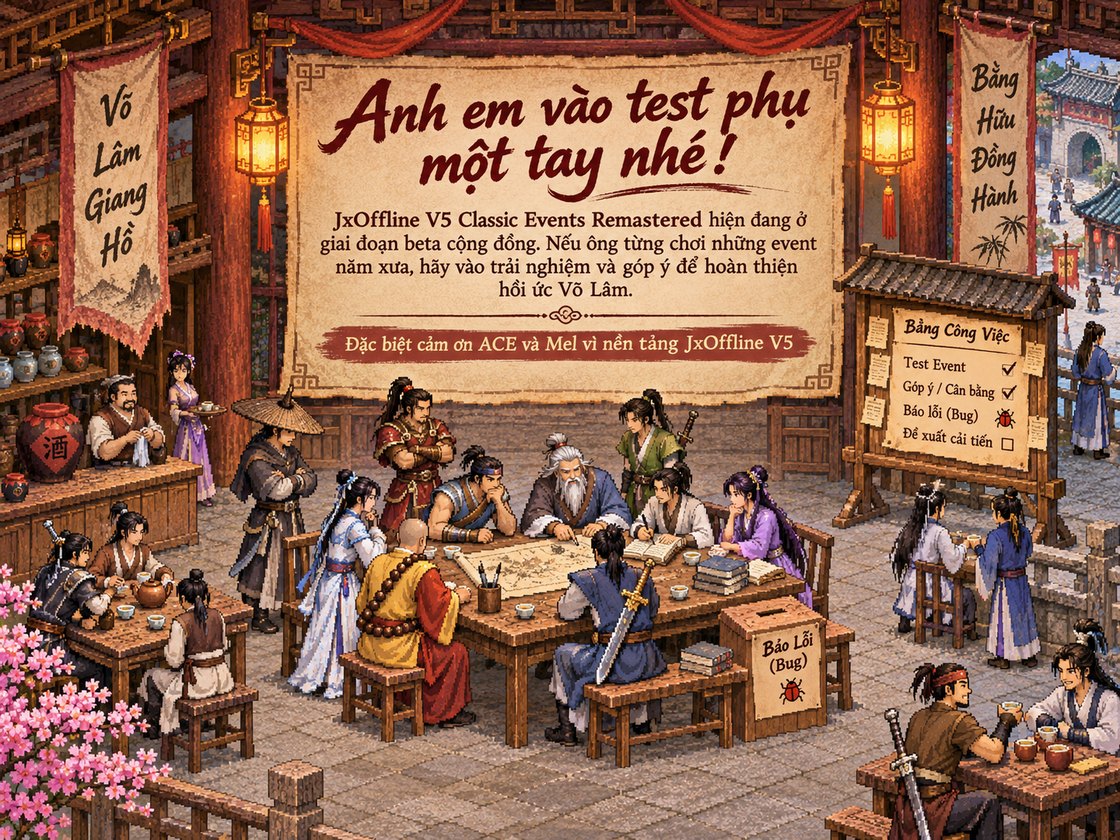 Võ
Lâm
Giang
Hồ
Anh em vào test phụ
một tay nhé!
JxOffline V5 Classic Events Remastered hiện đang ở
giai đoạn beta cộng đồng. Nếu ông từng chơi những event
năm xưa, hãy vào trải nghiệm và góp ý để hoàn thiện
hồi ức Võ Lâm.
Đặc biệt cảm ơn ACE và Mel vì nền tảng JxOffline V5
Bằng
Hữu
Đồng
Hành
Bảng Công Việc
Test Event
Góp ý / Cân bằng
Báo lỗi (Bug)
Đề xuất cải tiến
酒
Báo Lỗi
(Bug)